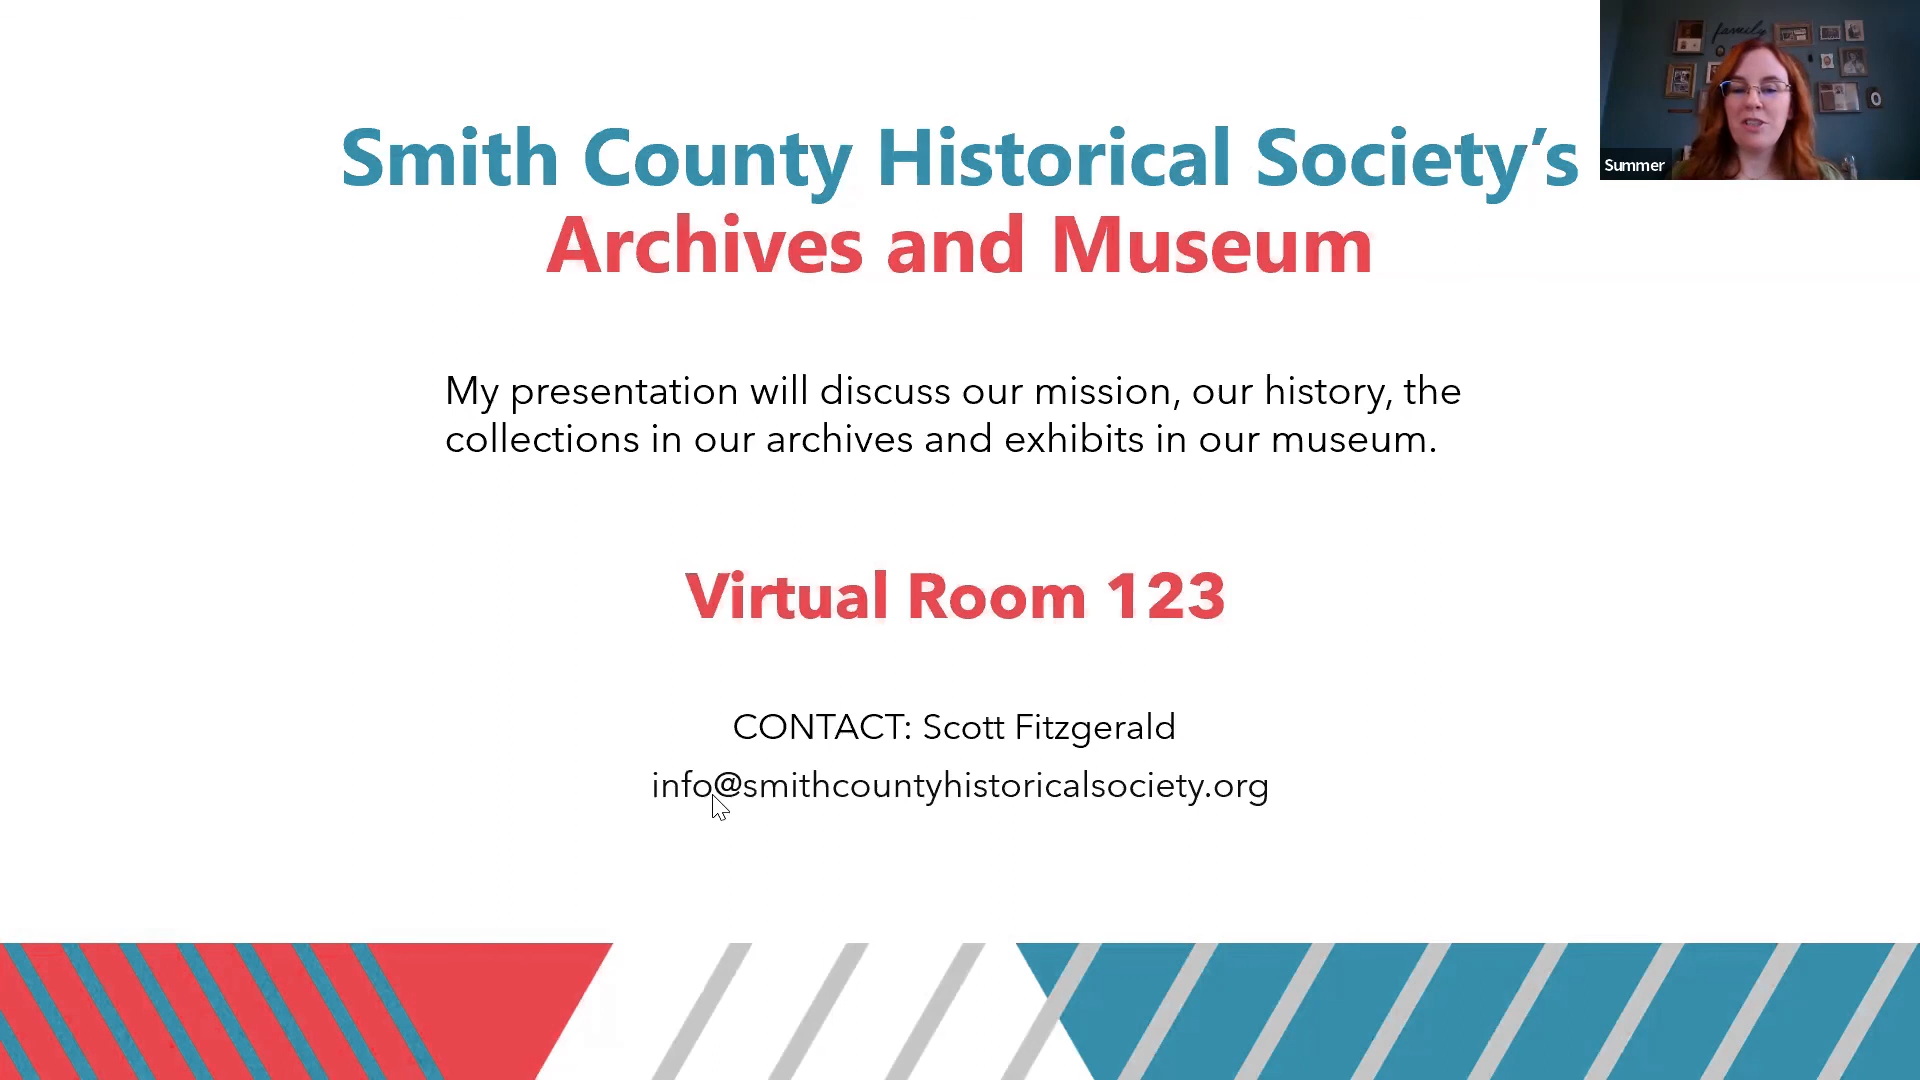 Smith County Historical Society’s
Archives and Museum
family
Summer
My presentation will discuss our mission, our history, the
collections in our archives and exhibits in our museum.
Virtual Room 123
CONTACT: Scott Fitzgerald
info@smithcountyhistoricalsociety.org